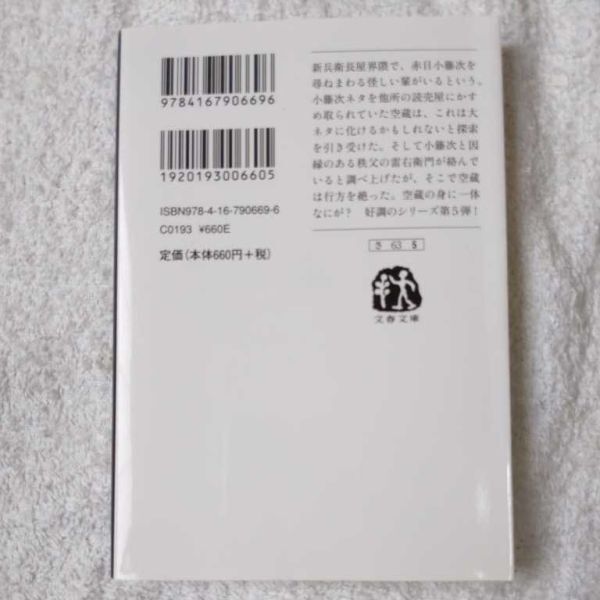 9784167906696
1920193006605
ISBN978-4-16-790669-6
C0193 ¥660E
定価(本体660円+税)
新兵衛長屋界隈で、赤目小籐次を
尋ねまわる怪しい輩がいるという。
小籐次ネタを他所の読売屋にかす
め取られていた空蔵は、これは大
ネタに化けるかもしれないと探索
を引き受けた。そして小籐次と因
縁のある秩父の雷右衛門が絡んで
いると調べ上げたが、そこで空蔵
は行方を絶った。空蔵の身に一体
なにが? 好調のシリーズ第5弾!
さ 63 5
文春文庫